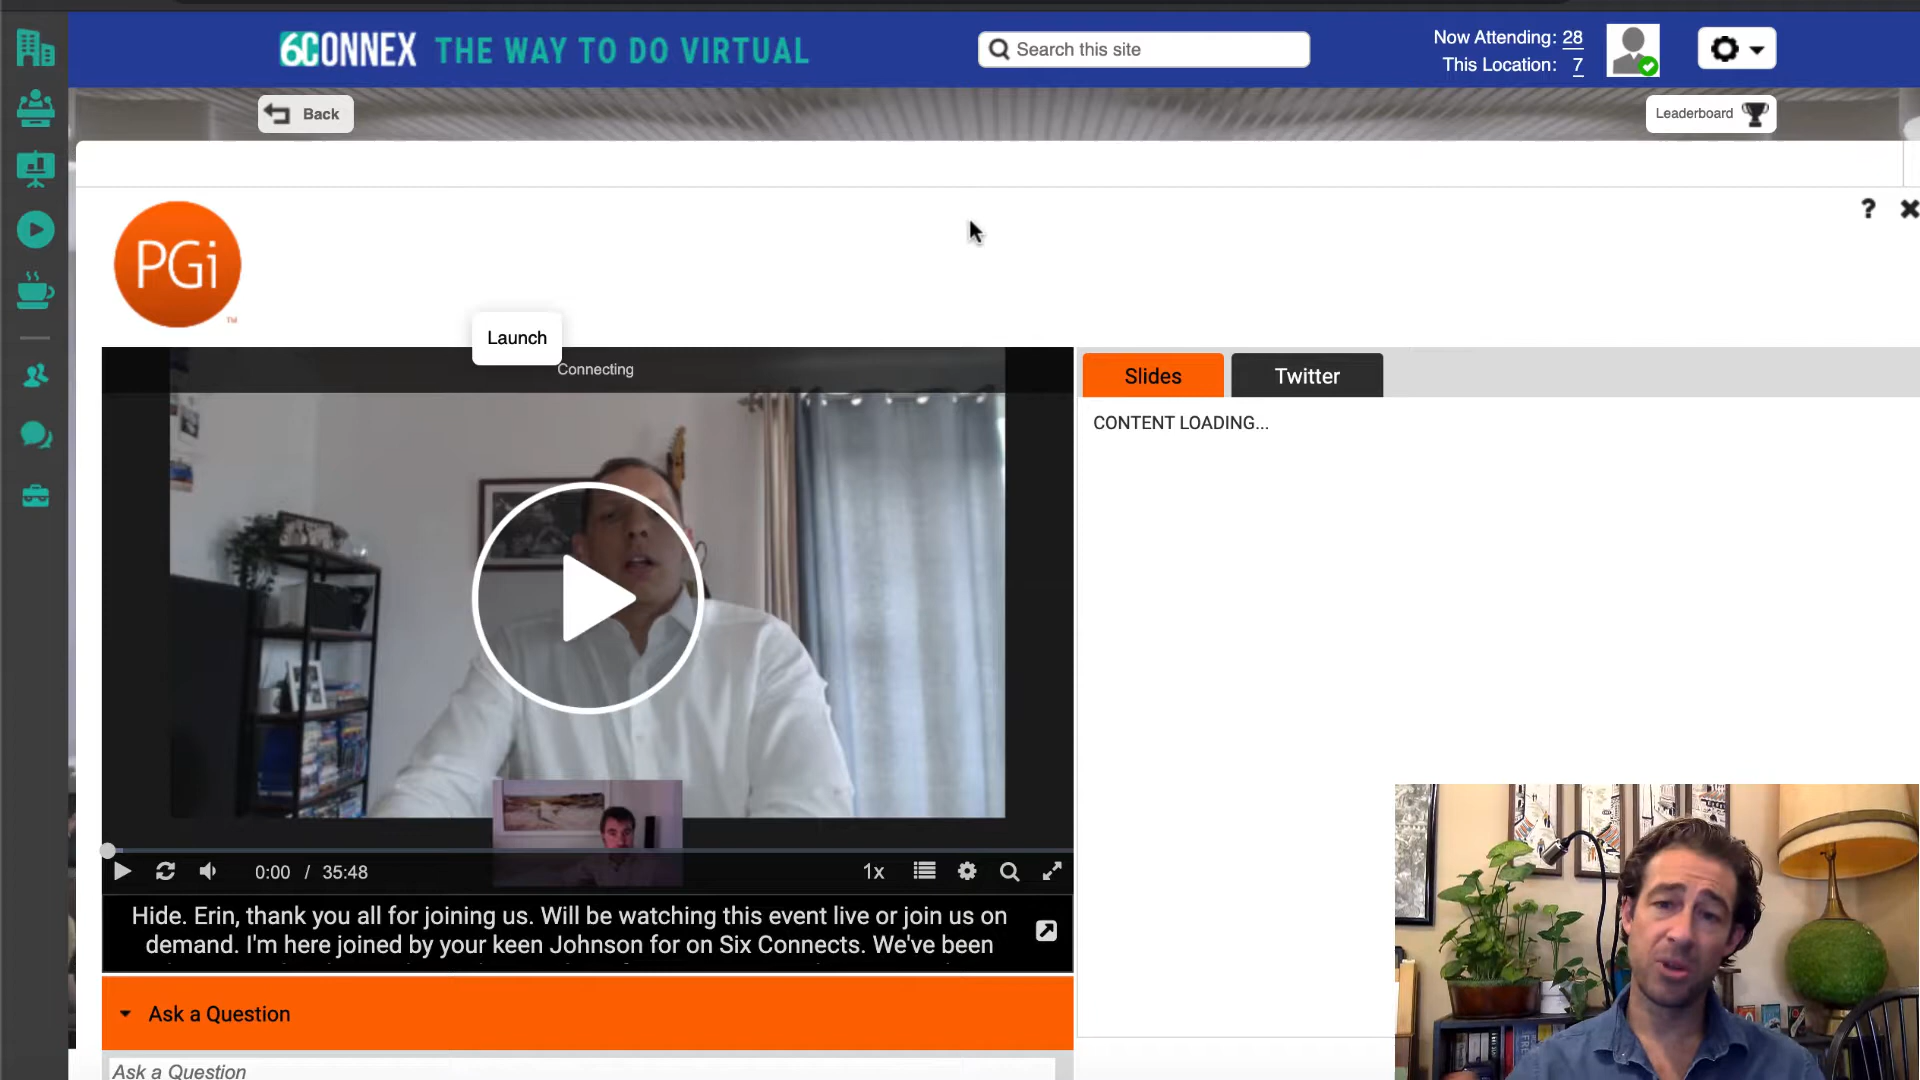 6CONNEX THE WAY TO DO VIRTUAL
Search this site
Now Attending: 28
This Location: 7
Back
Leaderboard
PGi
TM
Launch
Connecting
Slides
Twitter
CONTENT LOADING...
0:00 / 35:48
1x
Hide. Erin, thank you all for joining us. Will be watching this event live or join us on
demand. I'm here joined by your keen Johnson for on Six Connects. We've been
Ask a Question
Ask a Question